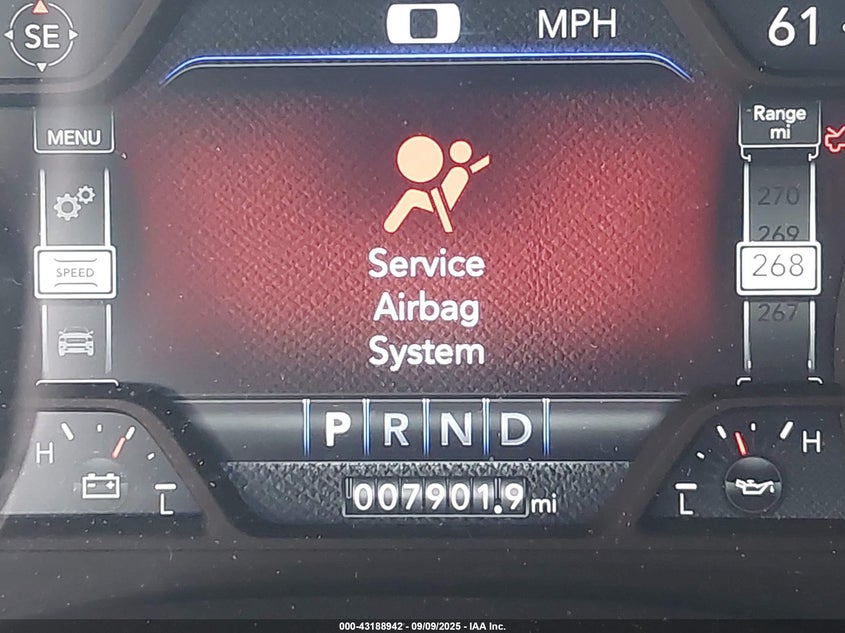 SE
0
MPH
61
MENU
Range
mi
270
269
SPEED
268
267
Service
Airbag
System
P R N D
H
L
H
L
007901.9 mi
000-43188942 - 09/09/2025 - IAA Inc.